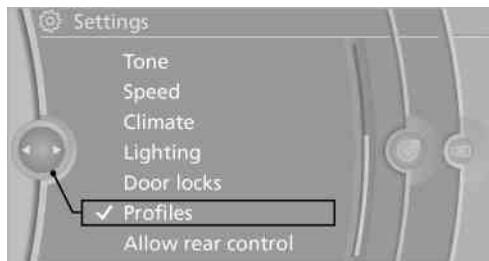 Settings
Tone
Speed
Climate
Lighting
Door locks
✓ Profiles
Allow rear control